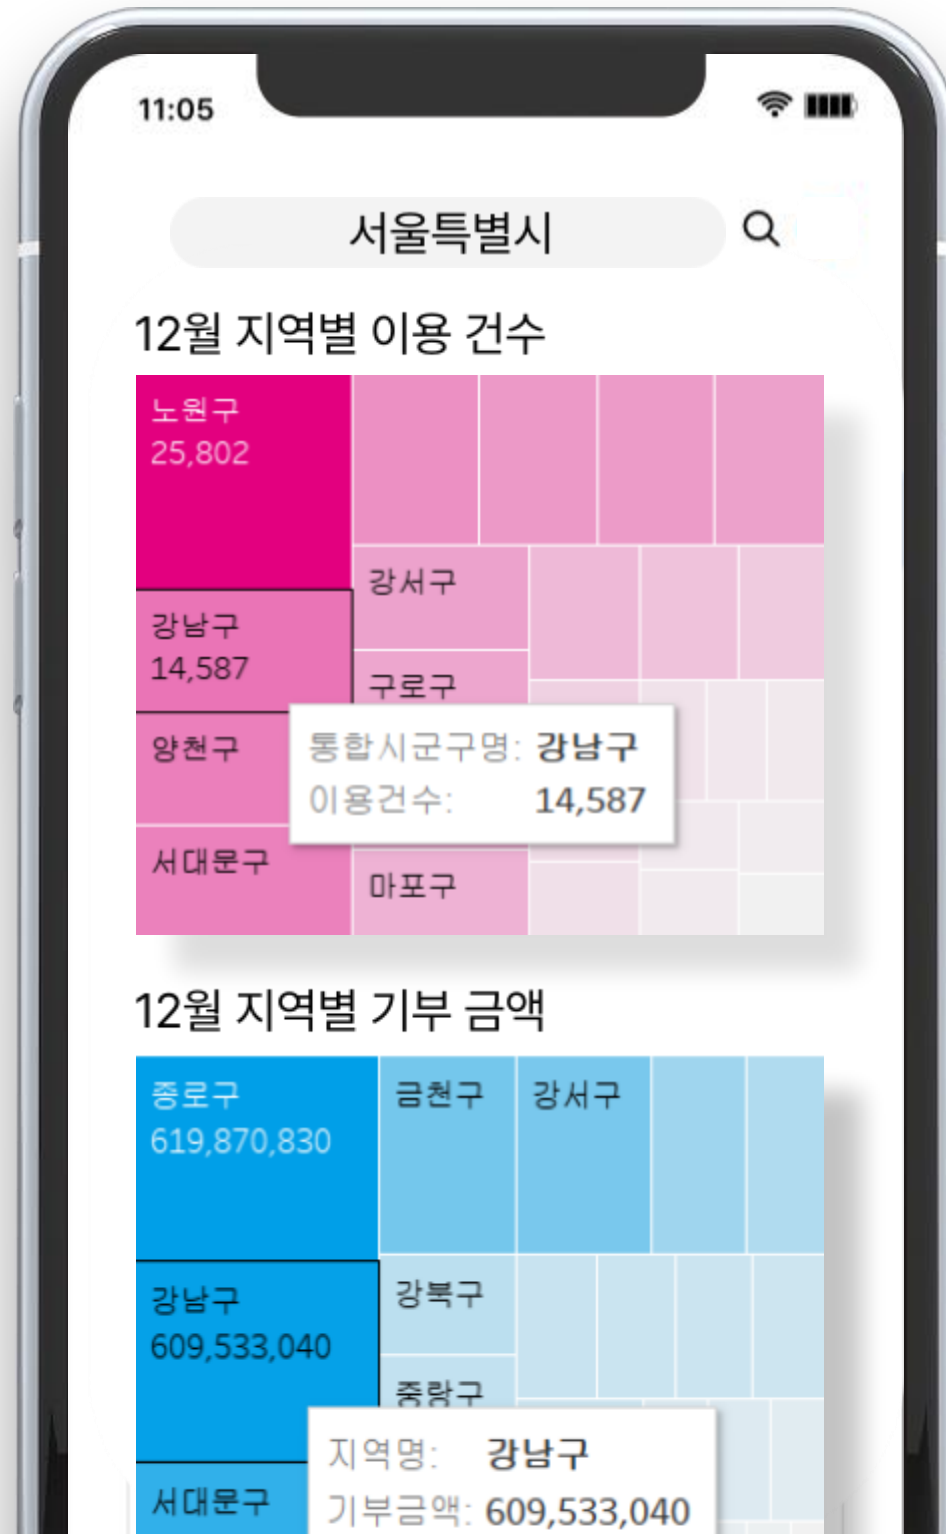 11:05
서울특별시
12월 지역별 이용 건수
노원구
25,802
강서구
강남구
14,587
구로구
양천구
통합시군구명: 강남구
이용건수: 14,587
서대문구
마포구
12월 지역별 기부 금액
종로구
619,870,830
금천구
강서구
강남구
609,533,040
강북구
중랑구
지역명: 강남구
기부금액: 609,533,040
서대문구